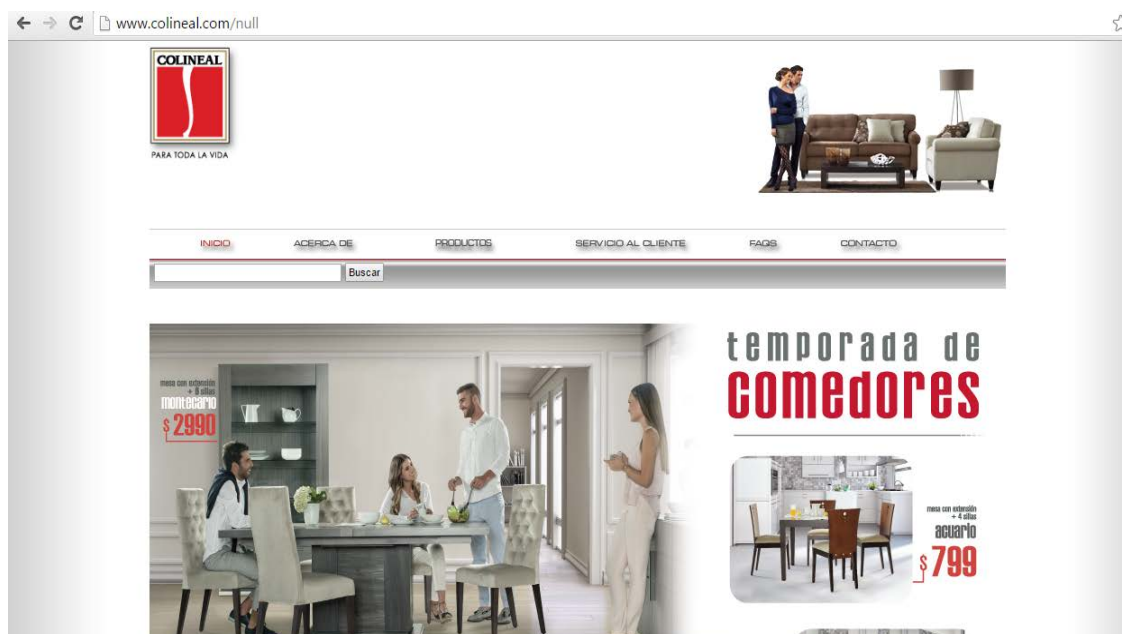 www.colineal.com/null
COLINEAL
PARA TODA LA VIDA
INICIO ACERCA DE PRODUCTOS SERVICIO AL CLIENTE FAQS CONTACTO
Buscar
temporada de
comedores
mesa con extensión
+ 8 sillas
montecarlo
$2990
mesa con extensión
+ 4 sillas
acuario
$799